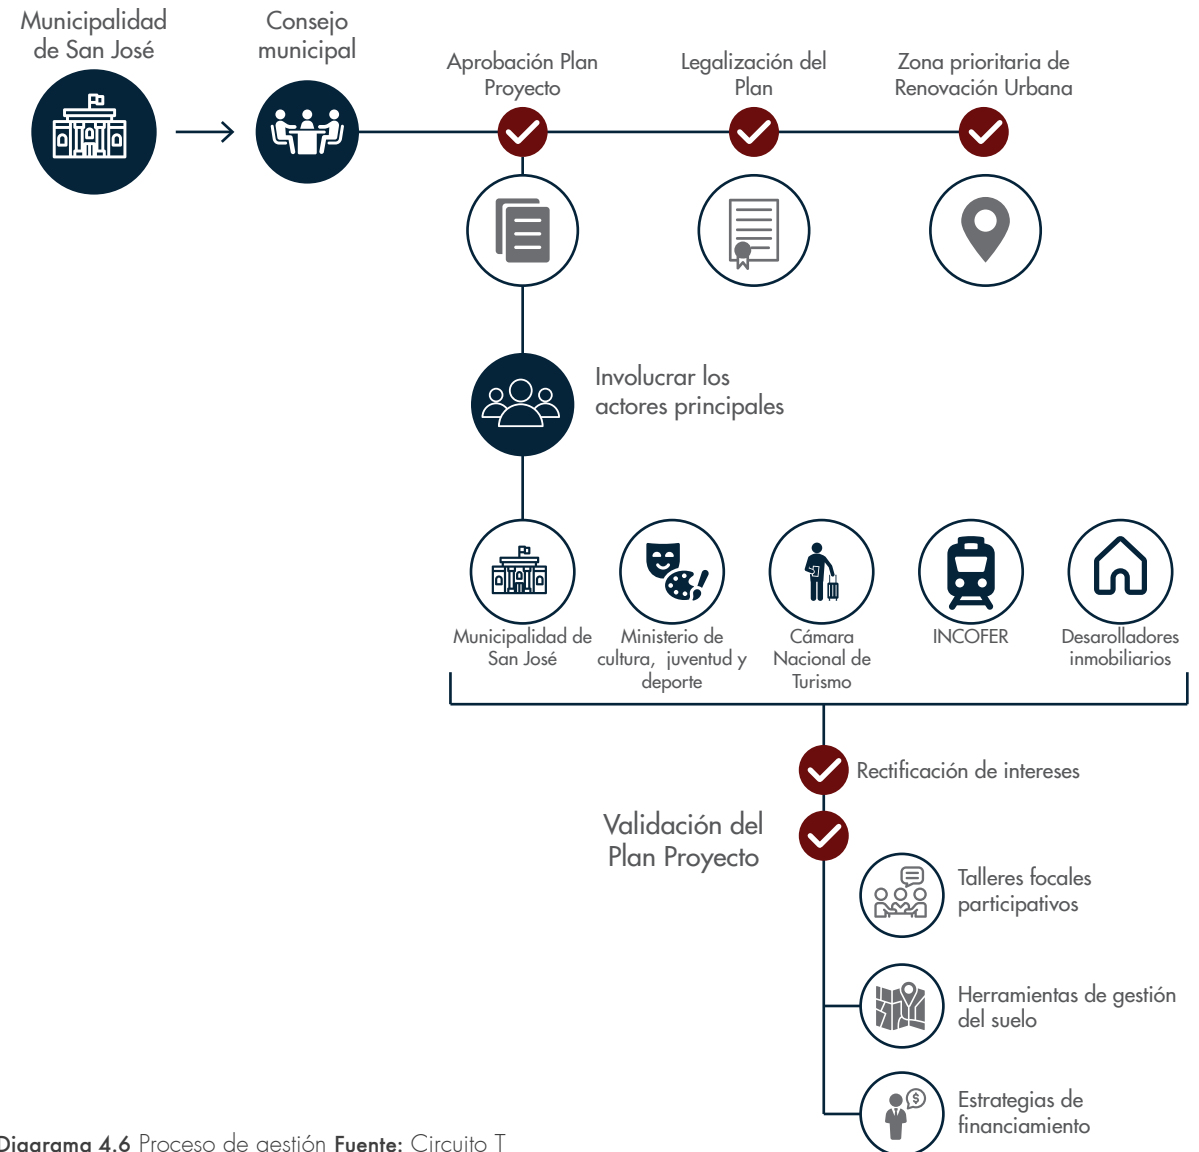 Municipalidad
de San José
Consejo
municipal
Aprobación Plan
Proyecto
Legalización del
Plan
Zona prioritaria de
Renovación Urbana
Involucrar los
actores principales
Municipalidad de
San José
Ministerio de
cultura, juventud y
deporte
Cámara
Nacional de
Turismo
INCOFER
Desarolladores
inmobiliarios
Rectificación de intereses
Validación del
Plan Proyecto
Talleres focales
participativos
Herramientas de gestión
del suelo
$
Estrategias de
financiamiento
Diagrama 4.6 Proceso de gestión Fuente: Circuito T